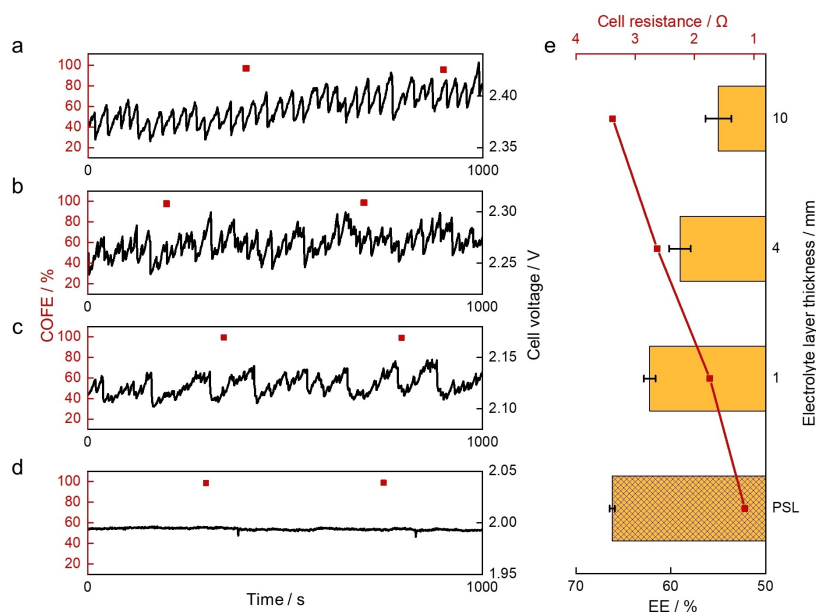 a
100
80
60
40
20
2.40
2.35
0
1000
b
100
80
60
40
20
2.30
2.25
0
1000
c
100
80
60
40
20
2.15
2.10
0
1000
d
100
80
60
40
20
2.05
2.00
1.95
0
1000
Time / s
COFE / %
Cell voltage / V
e
Cell resistance / Ω
4 3 2 1
10
4
1
PSL
Electrolyte layer thickness / mm
70 60 50
EE / %